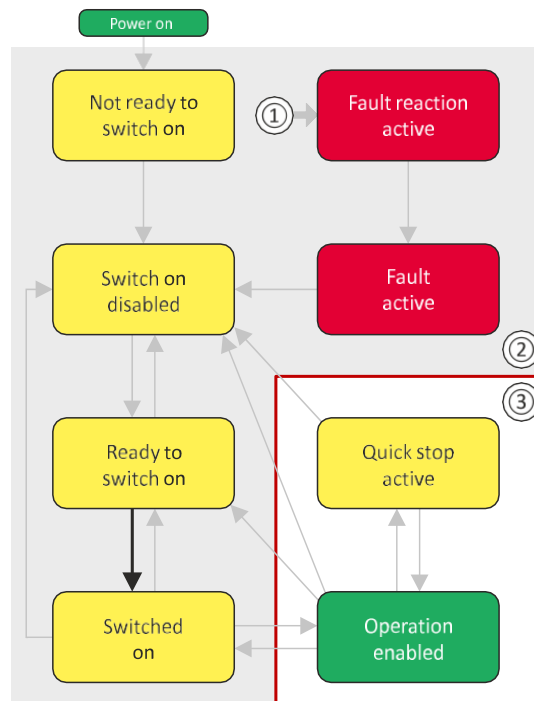 Power on
Not ready to
switch on
①
Fault reaction
active
Switch on
disabled
Fault
active
②
③
Ready to
switch on
Quick stop
active
Switched
on
Operation
enabled